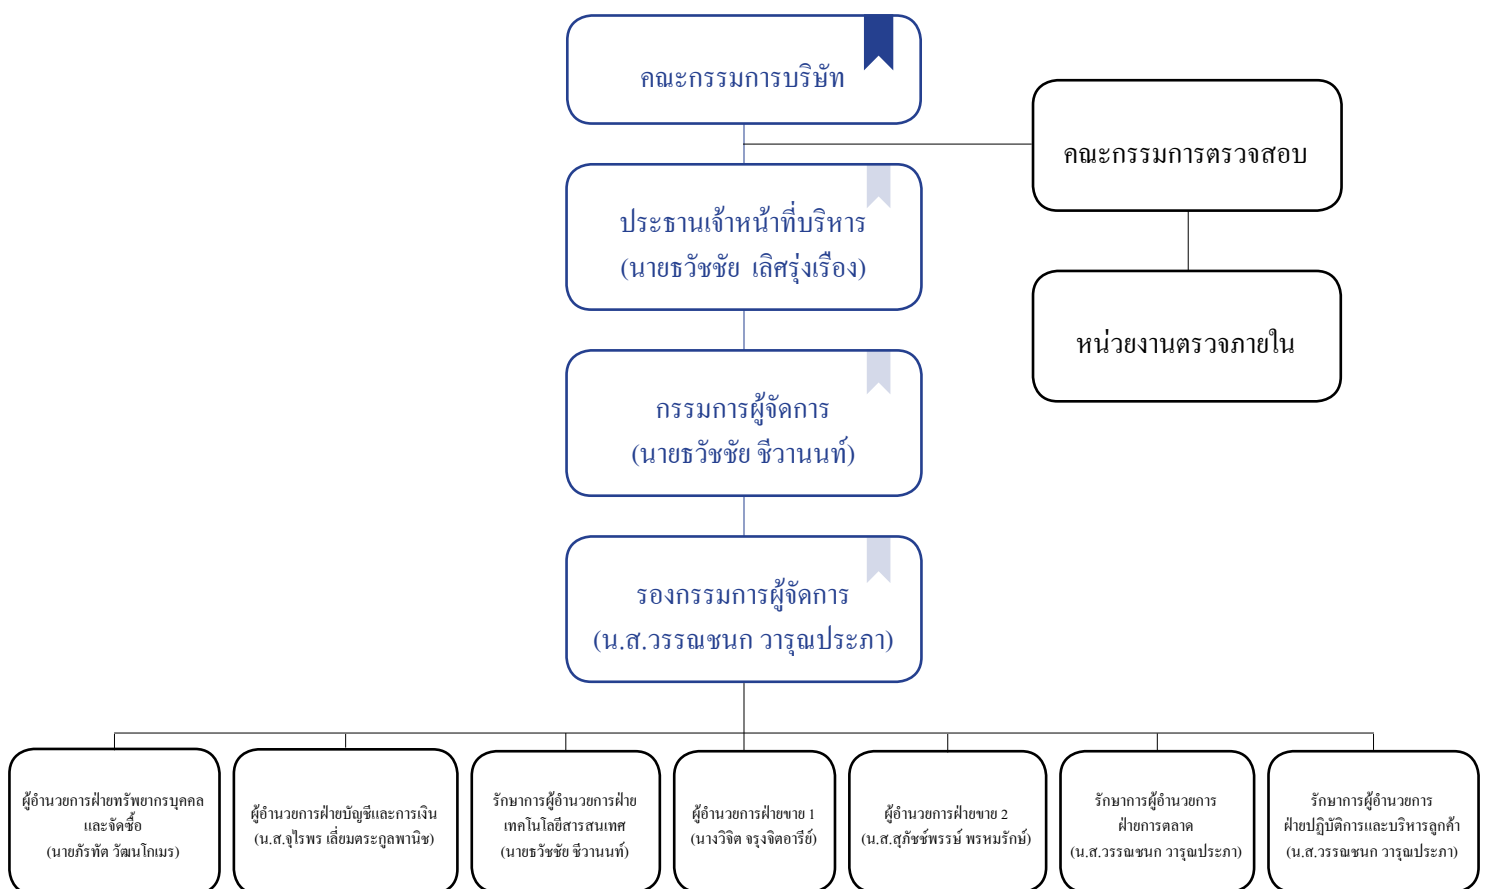 คณะกรรมการบริษัท
คณะกรรมการตรวจสอบ
ประธานเจ้าหน้าที่บริหาร
(นายธวัชชัย เลิศรุ่งเรือง)
หน่วยงานตรวจภายใน
กรรมการผู้จัดการ
(นายธวัชชัย ชีวานนท์)
รองกรรมการผู้จัดการ
(น.ส.วรรณชนก วารุณประภา)
ผู้อำนวยการฝ่ายทรัพยากรบุคคล
และจัดซื้อ
(นายภัรทัต วัฒนโกเมร)
ผู้อำนวยการฝ่ายบัญชีและการเงิน
(น.ส.จุไรพร เลี่ยมตระกูลพานิช)
รักษาการผู้อำนวยการฝ่าย
เทคโนโลยีสารสนเทศ
(นายธวัชชัย ชีวานนท์)
ผู้อำนวยการฝ่ายขาย 1
(นางวิจิต จรุงจิตอารีย์)
ผู้อำนวยการฝ่ายขาย 2
(น.ส.สุภัชช์พรรษ์ พรหมรักษ์)
รักษาการผู้อำนวยการ
ฝ่ายการตลาด
(น.ส.วรรณชนก วารุณประภา)
รักษาการผู้อำนวยการ
ฝ่ายปฏิบัติการและบริหารลูกค้า
(น.ส.วรรณชนก วารุณประภา)